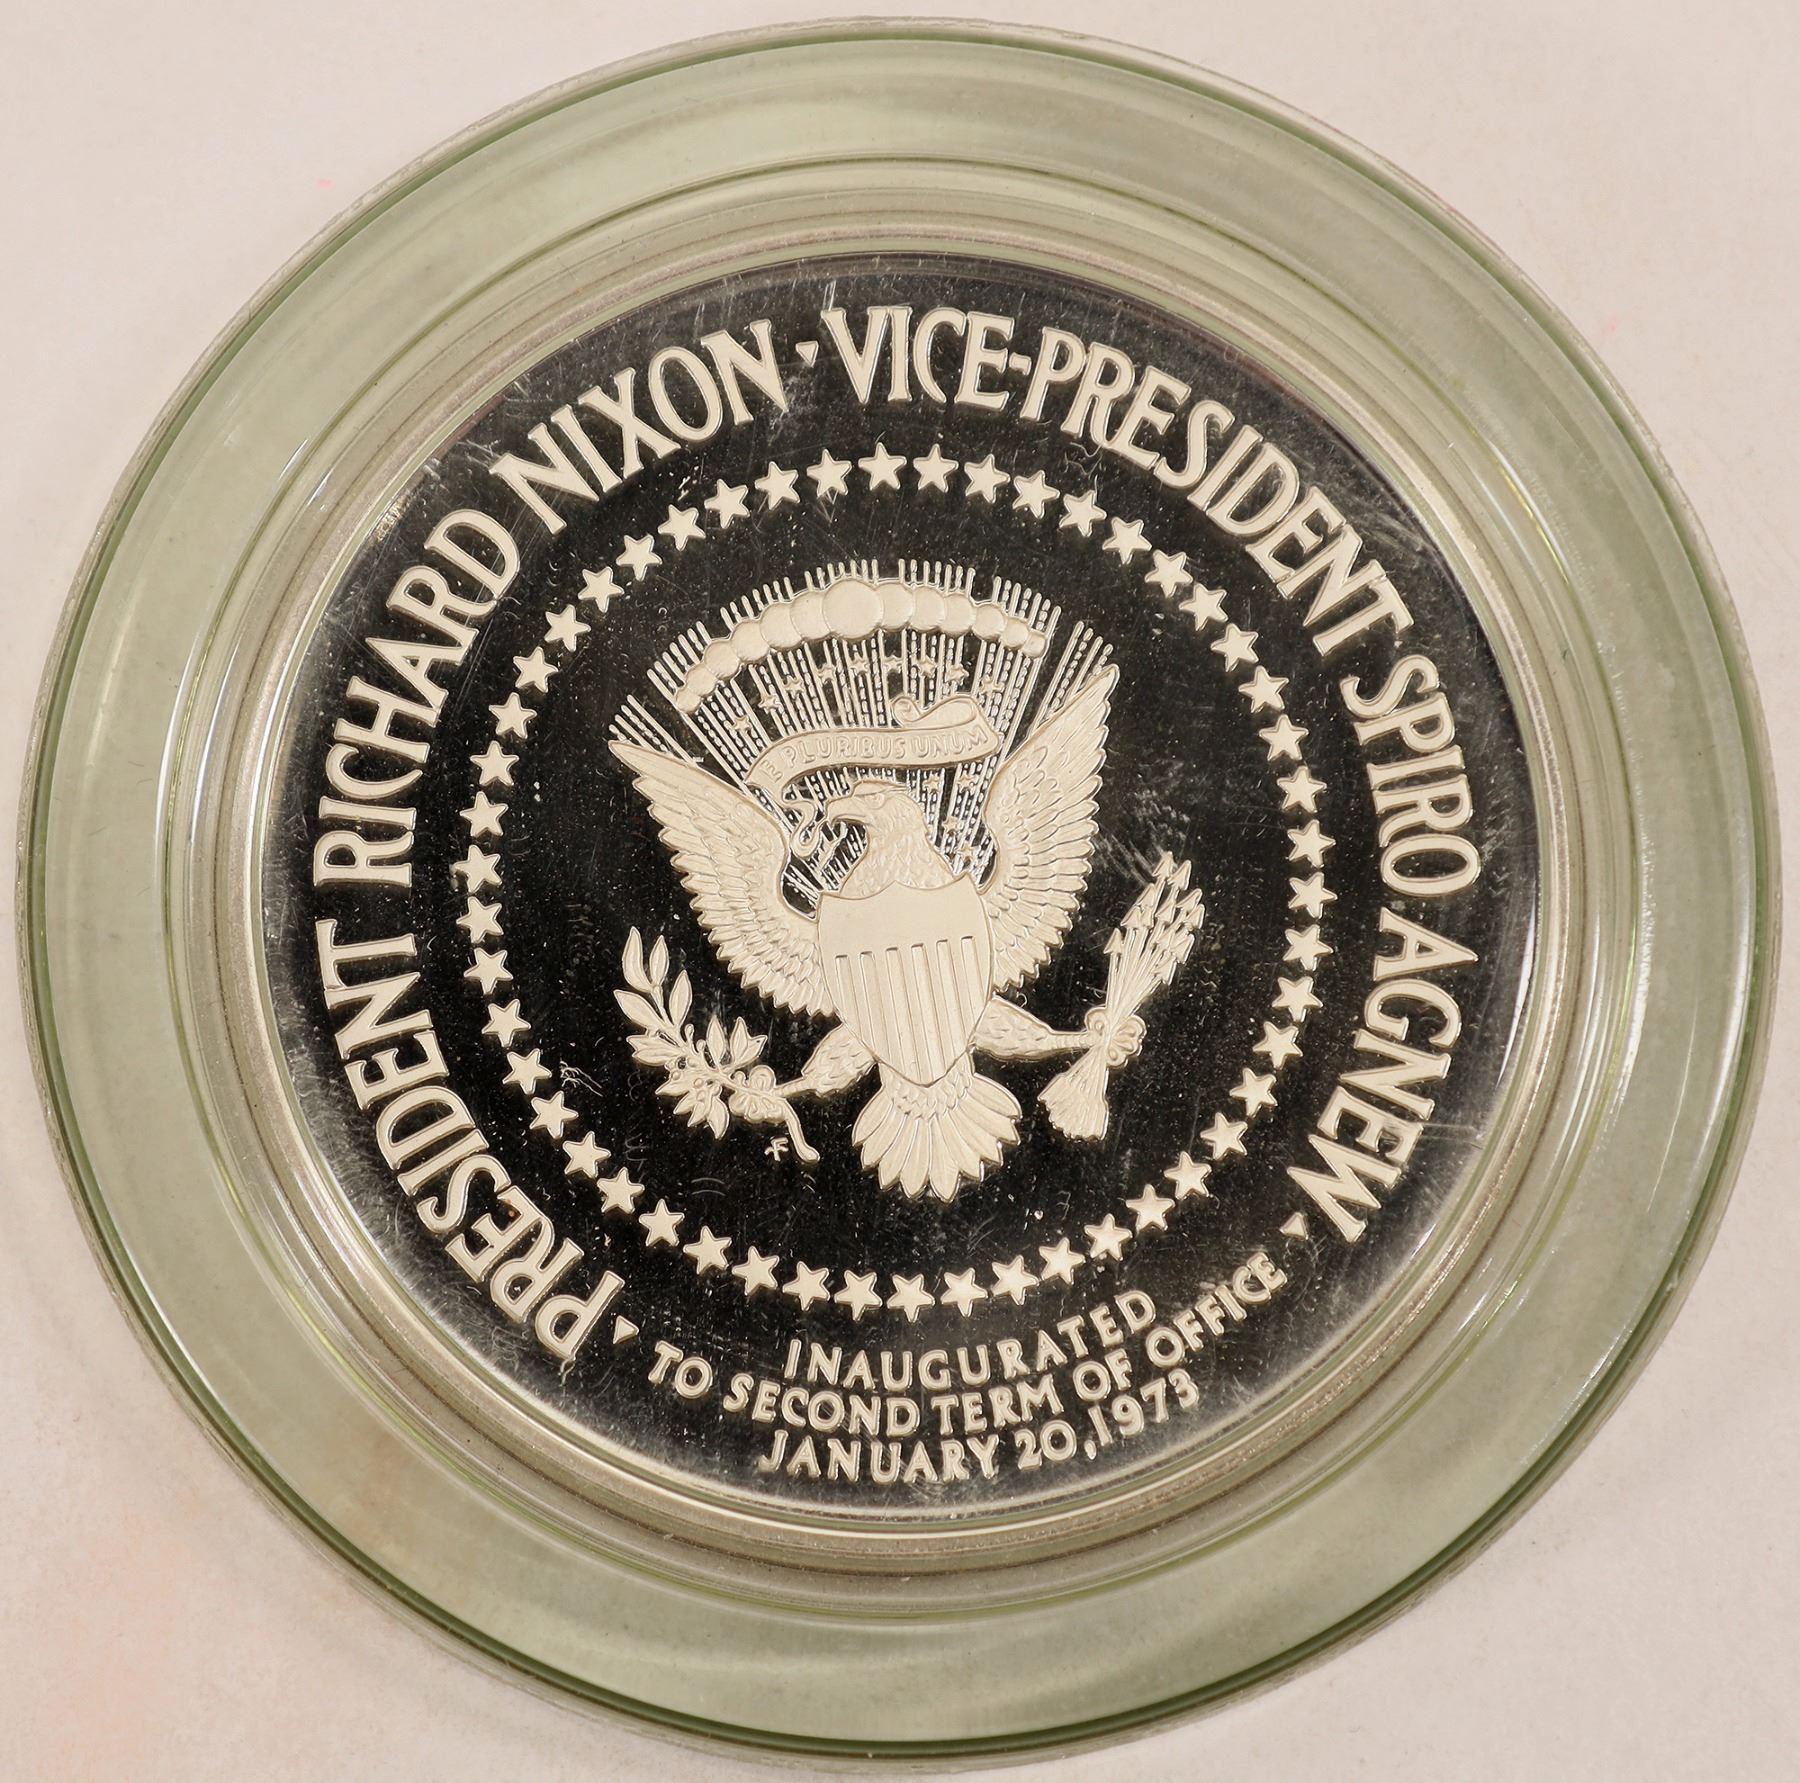 PRESIDENT RICHARD NIXON · VICE-PRESIDENT SPIRO AGNEW ·
E PLURIBUS UNUM
INAUGURATED
· TO SECOND TERM OF OFFICE ·
JANUARY 20, 1973